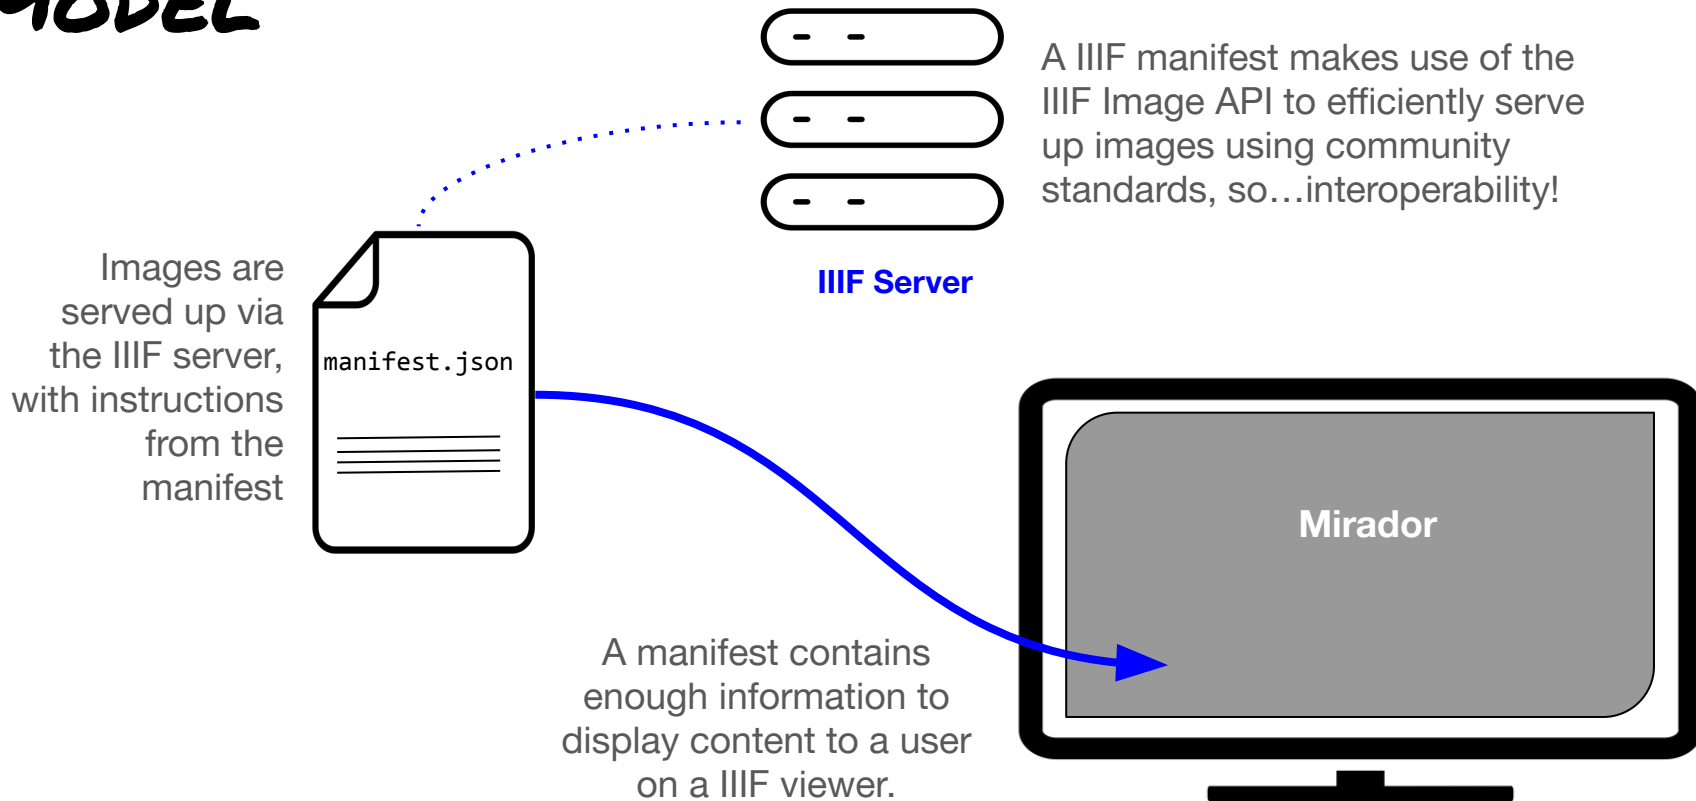 MODEL
A IIIF manifest makes use of the
IIIF Image API to efficiently serve
up images using community
standards, so…interoperability!
IIIF Server
Images are
served up via
the IIIF server,
with instructions
from the
manifest
manifest.json
Mirador
A manifest contains
enough information to
display content to a user
on a IIIF viewer.